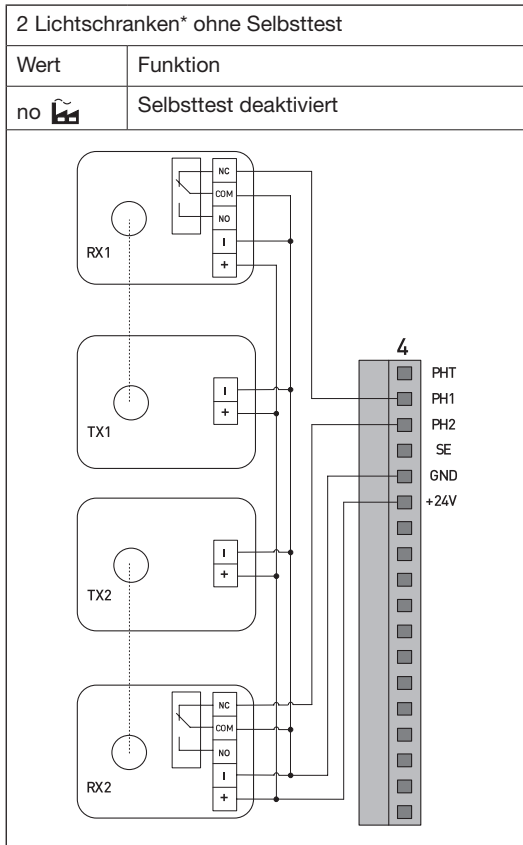 2 Lichtschranken* ohne Selbsttest
Wert Funktion
no Selbsttest deaktiviert
NC
COM
NO
I
+
RX1
I
+
TX1
I
+
TX2
NC
COM
NO
I
+
RX2
4
PHT
PH1
PH2
SE
GND
+24V